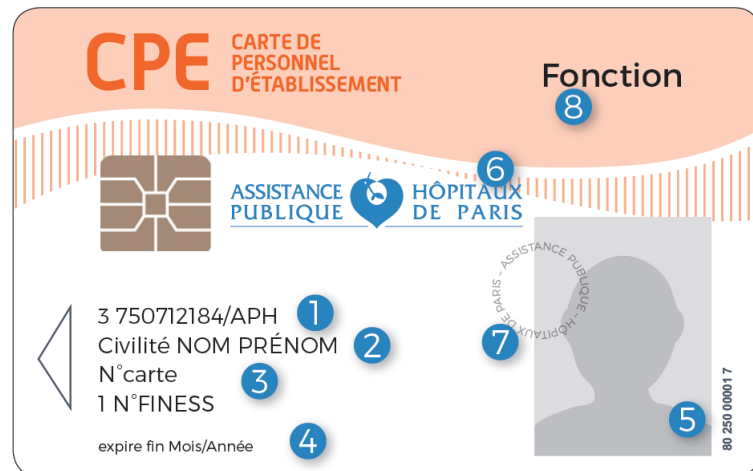 CPE
CARTE DE
PERSONNEL
D'ÉTABLISSEMENT
Fonction
8
6
ASSISTANCE
PUBLIQUE
HÔPITAUX
DE PARIS
ASSISTANCE PUBLIQUE - HÔPITAUX DE PARIS -
7
3 750712184/APH
1
Civilité NOM PRÉNOM
2
N°carte
3
1 N°FINESS
expire fin Mois/Année
4
5
80 250 000001 7